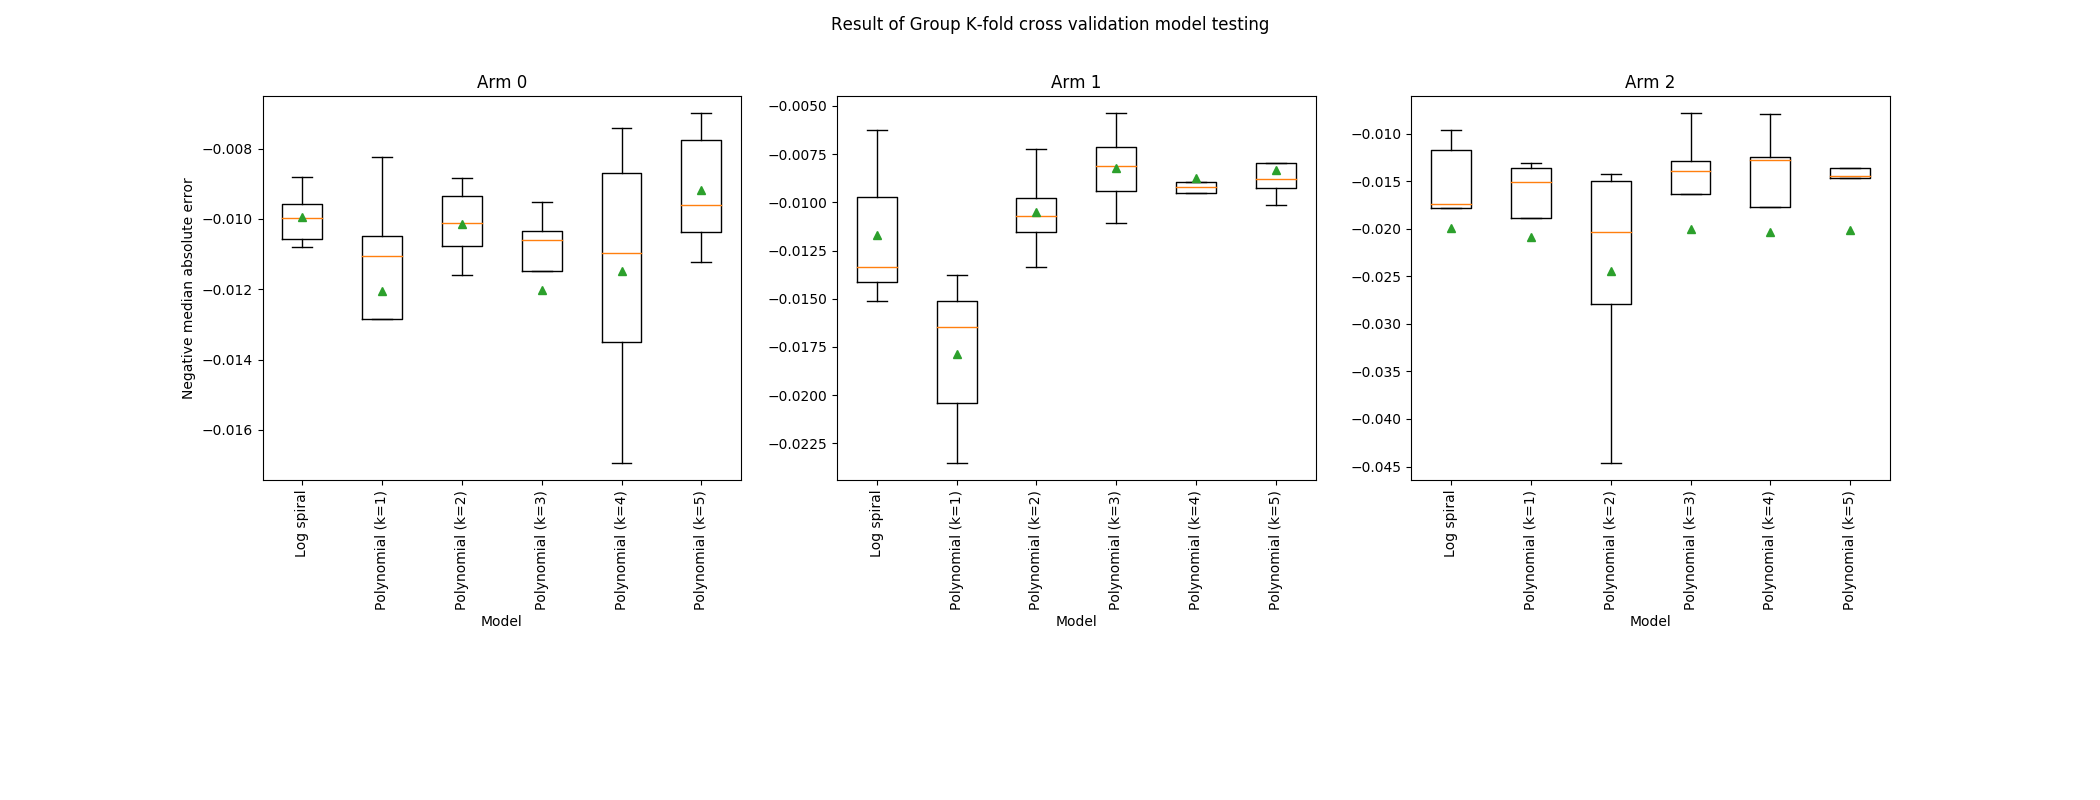 Result of Group K-fold cross validation model testing
Arm 0
Negative median absolute error
−0.008
−0.010
−0.012
−0.014
−0.016
Log spiral
Polynomial (k=1)
Polynomial (k=2)
Polynomial (k=3)
Polynomial (k=4)
Polynomial (k=5)
Model
Arm 1
−0.0050
−0.0075
−0.0100
−0.0125
−0.0150
−0.0175
−0.0200
−0.0225
Log spiral
Polynomial (k=1)
Polynomial (k=2)
Polynomial (k=3)
Polynomial (k=4)
Polynomial (k=5)
Model
Arm 2
−0.010
−0.015
−0.020
−0.025
−0.030
−0.035
−0.040
−0.045
Log spiral
Polynomial (k=1)
Polynomial (k=2)
Polynomial (k=3)
Polynomial (k=4)
Polynomial (k=5)
Model